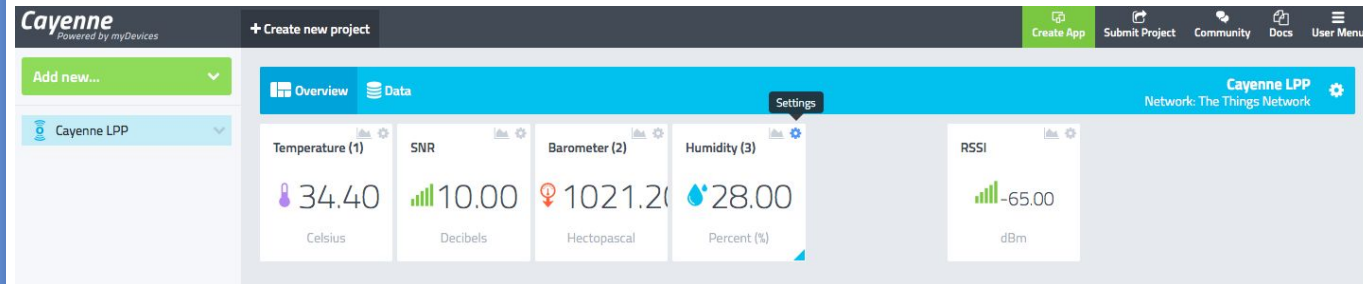 Cayenne
Powered by myDevices
+ Create new project
Create App
Submit Project
Community
Docs
User Menu
Add new...
Overview
Data
Cayenne LPP
Network: The Things Network
Settings
Cayenne LPP
Temperature (1)
SNR
Barometer (2)
Humidity (3)
RSSI
34.40
10.00
1021.20
28.00
-65.00
Celsius
Decibels
Hectopascal
Percent (%)
dBm